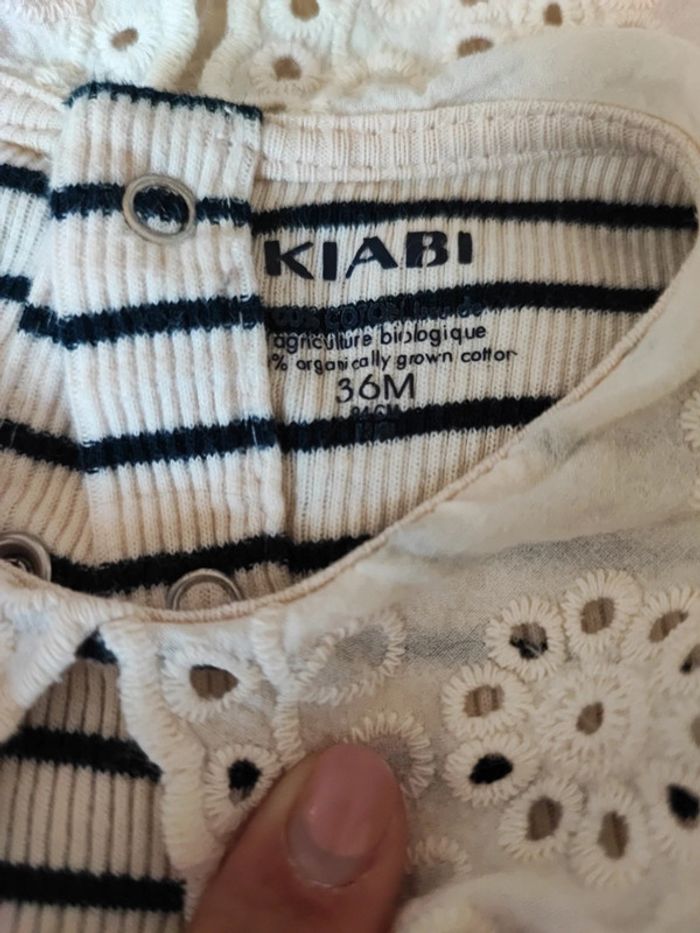 KIABI
agriculture biologique
% organically grown cotton
36M